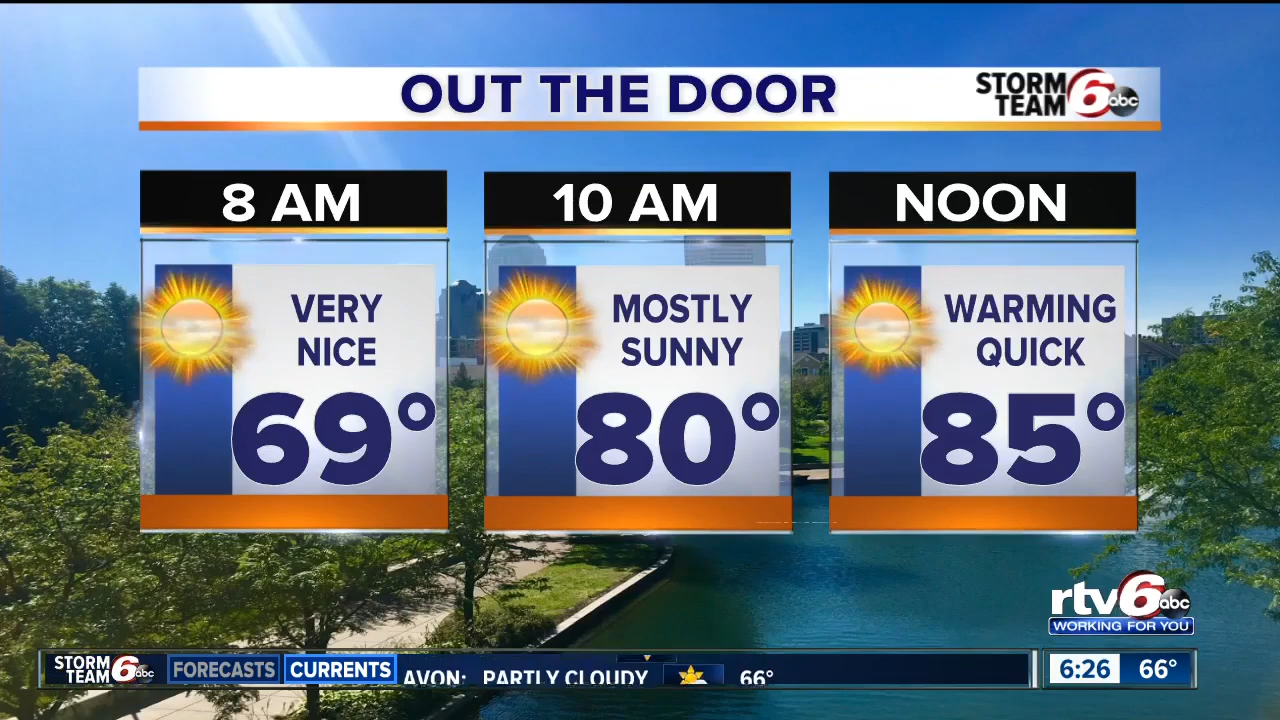 OUT THE DOOR
STORM
TEAM 6 abc
8 AM
VERY
NICE
69°
10 AM
MOSTLY
SUNNY
80°
NOON
WARMING
QUICK
85°
rtv6 abc
WORKING FOR YOU
STORM
TEAM 6 abc
FORECASTS
CURRENTS
AVON: PARTLY CLOUDY 66°
6:26 66°